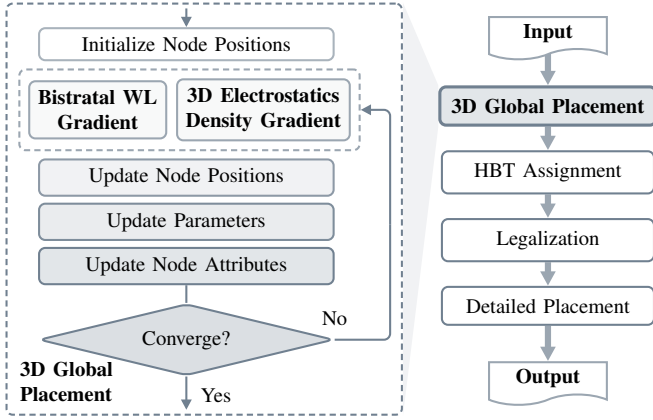 Initialize Node Positions
Bistratal WL
Gradient
3D Electrostatics
Density Gradient
Update Node Positions
Update Parameters
Update Node Attributes
Converge?
No
3D Global
Placement
Yes
Input
3D Global Placement
HBT Assignment
Legalization
Detailed Placement
Output